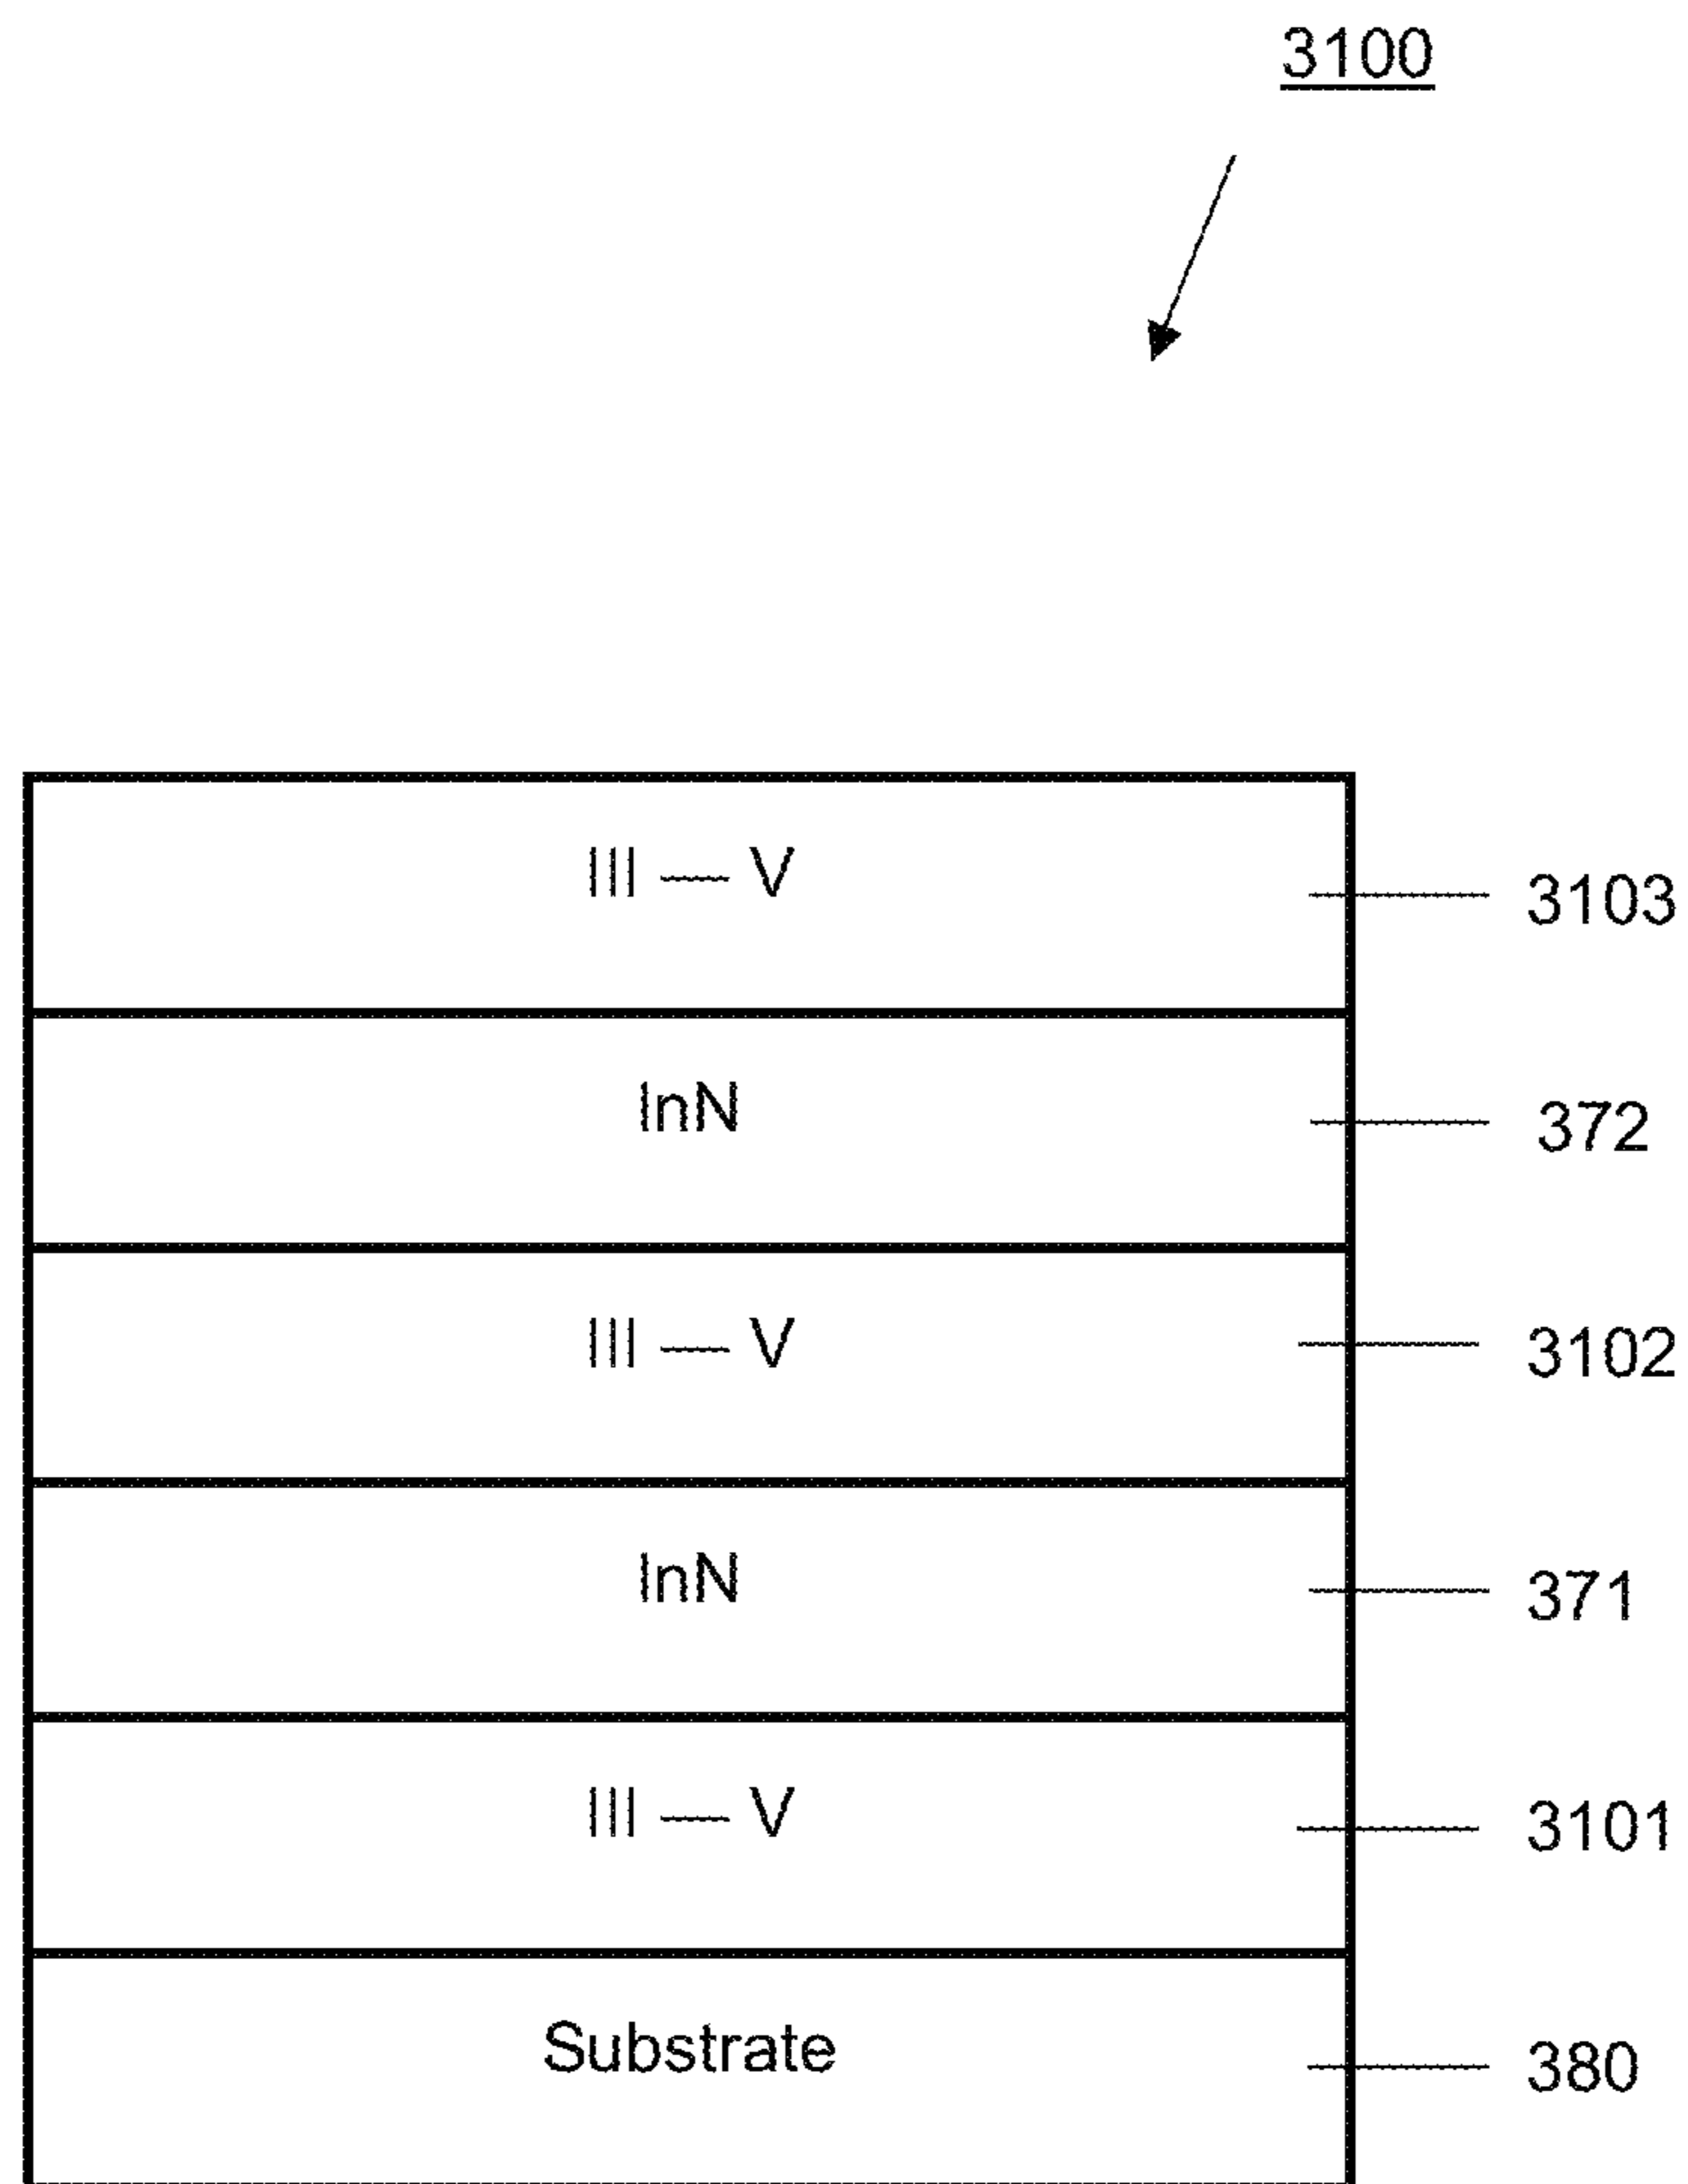 3100
III — V
3103
InN
372
III — V
3102
InN
371
III — V
3101
Substrate
380